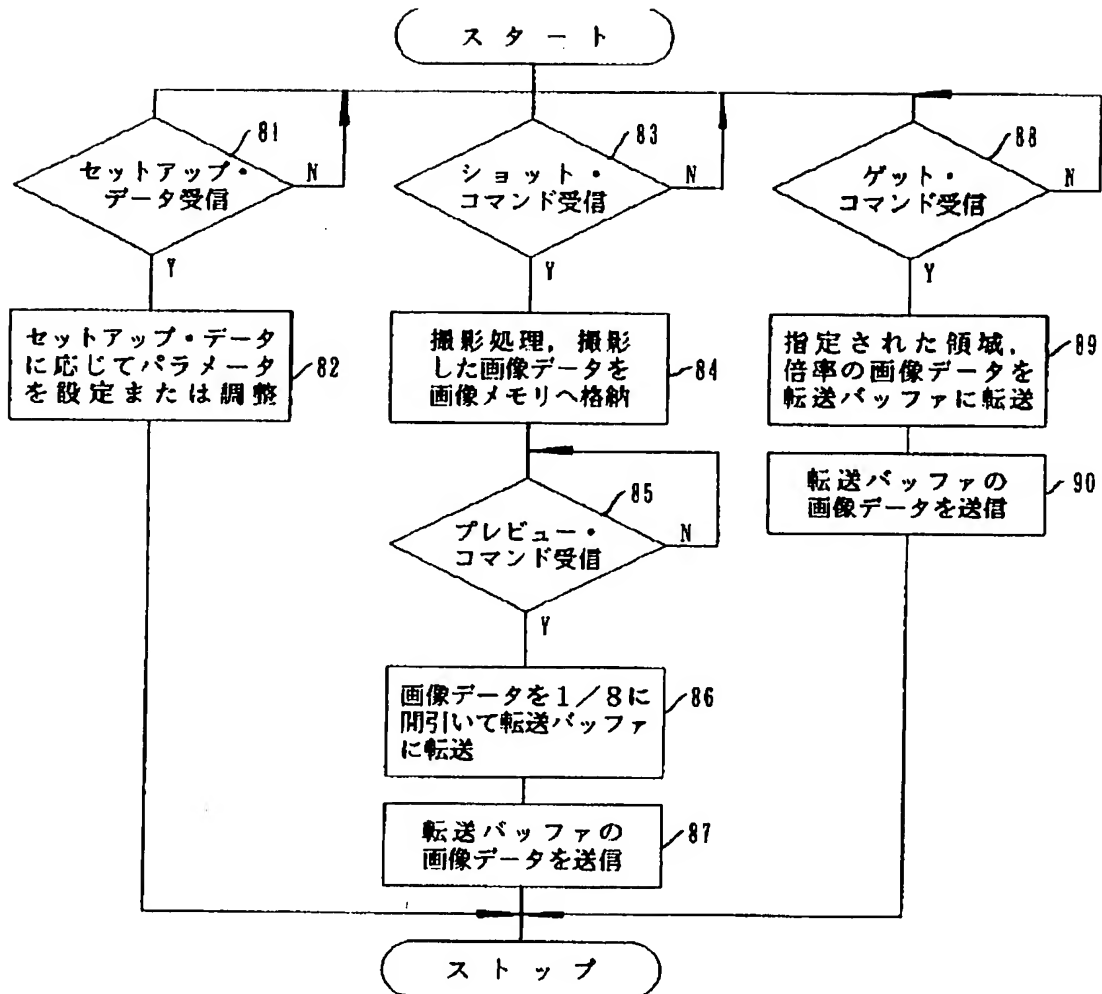 スタート
81
セットアップ・
データ受信
N
Y
セットアップ・データ
に応じてパラメータ
を設定または調整
82
83
ショット・
コマンド受信
N
Y
撮影処理,撮影
した画像データを
画像メモリへ格納
84
85
プレビュー・
コマンド受信
N
Y
画像データを1/8に
間引いて転送バッファ
に転送
86
転送バッファの
画像データを送信
87
88
ゲット・
コマンド受信
N
Y
指定された領域,
倍率の画像データを
転送バッファに転送
89
転送バッファの
画像データを送信
90
ストップ